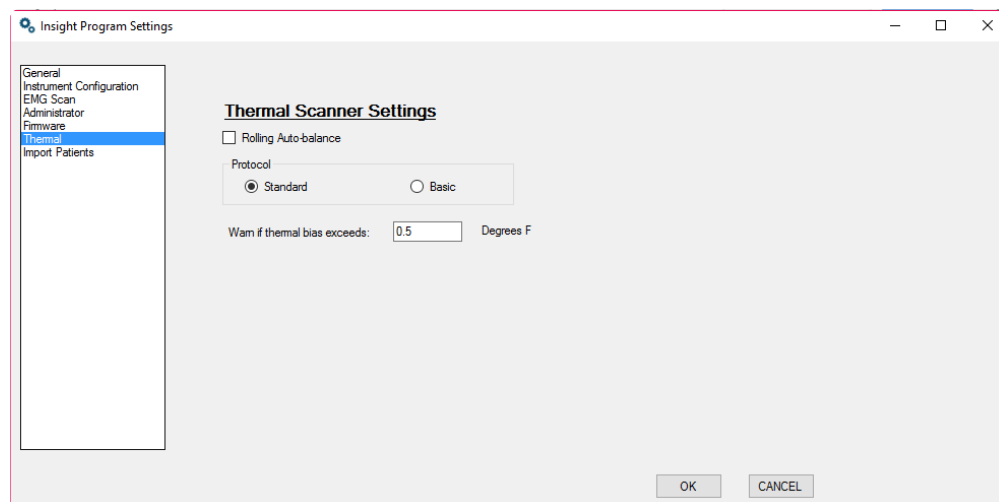 Insight Program Settings
General
Instrument Configuration
EMG Scan
Administrator
Firmware
Thermal
Import Patients
Thermal Scanner Settings
Rolling Auto-balance
Protocol
Standard Basic
Warn if thermal bias exceeds: 0.5 Degrees F
OK CANCEL